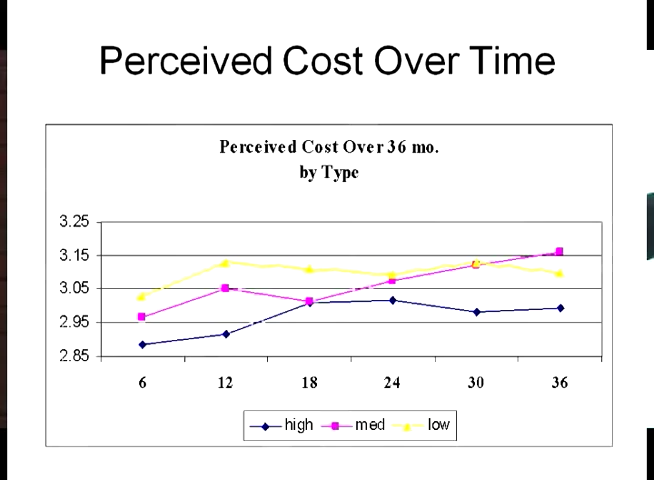 Perceived Cost Over Time
Perceived Cost Over 36 mo.
by Type
3.25
3.15
3.05
2.95
2.85
6 12 18 24 30 36
high med low